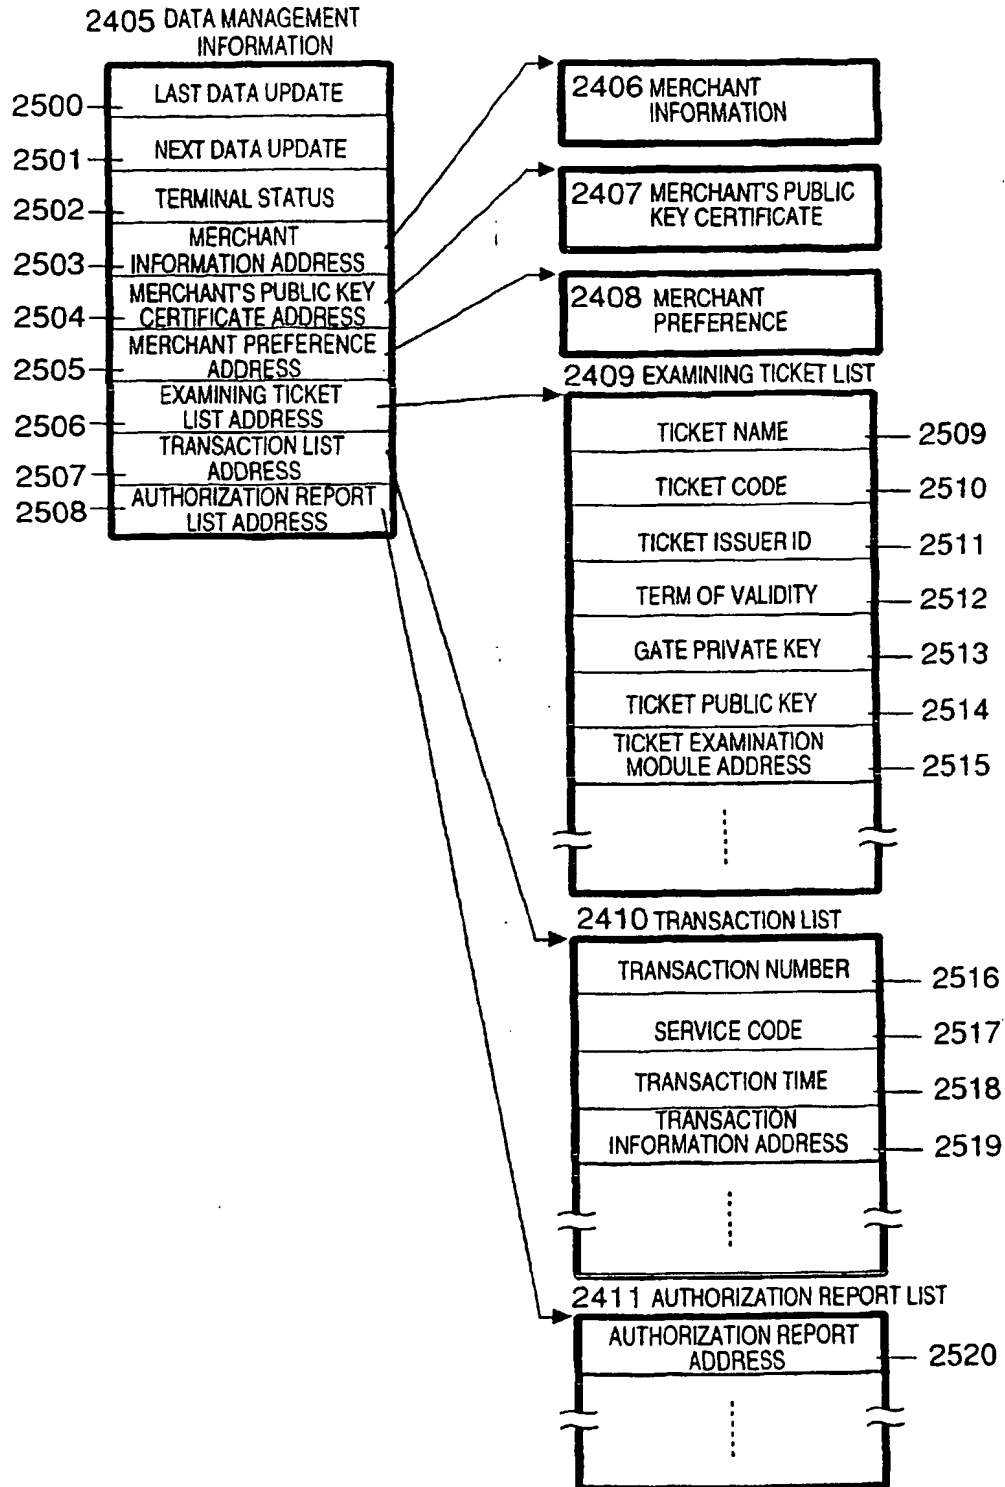 2405 DATA MANAGEMENT
INFORMATION
2500 LAST DATA UPDATE
2501 NEXT DATA UPDATE
2502 TERMINAL STATUS
MERCHANT
2503 INFORMATION ADDRESS
MERCHANT'S PUBLIC KEY
2504 CERTIFICATE ADDRESS
MERCHANT PREFERENCE
2505 ADDRESS
EXAMINING TICKET
2506 LIST ADDRESS
TRANSACTION LIST
2507 ADDRESS
AUTHORIZATION REPORT
2508 LIST ADDRESS
2406 MERCHANT
INFORMATION
2407 MERCHANT'S PUBLIC
KEY CERTIFICATE
2408 MERCHANT
PREFERENCE
2409 EXAMINING TICKET LIST
TICKET NAME 2509
TICKET CODE 2510
TICKET ISSUER ID 2511
TERM OF VALIDITY 2512
GATE PRIVATE KEY 2513
TICKET PUBLIC KEY 2514
TICKET EXAMINATION
MODULE ADDRESS 2515
2410 TRANSACTION LIST
TRANSACTION NUMBER 2516
SERVICE CODE 2517
TRANSACTION TIME 2518
TRANSACTION
INFORMATION ADDRESS 2519
2411 AUTHORIZATION REPORT LIST
AUTHORIZATION REPORT
ADDRESS 2520